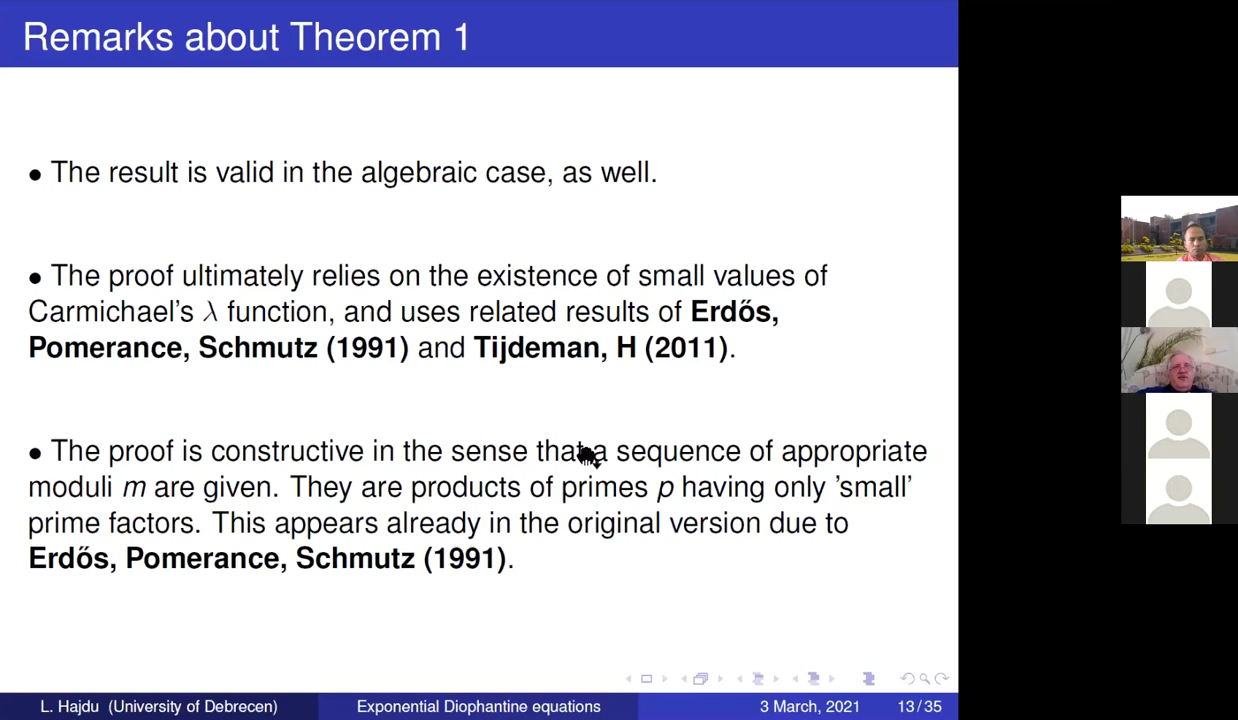 Remarks about Theorem 1
• The result is valid in the algebraic case, as well.
• The proof ultimately relies on the existence of small values of
Carmichael's λ function, and uses related results of Erdős,
Pomerance, Schmutz (1991) and Tijdeman, H (2011).
• The proof is constructive in the sense that a sequence of appropriate
moduli m are given. They are products of primes p having only 'small'
prime factors. This appears already in the original version due to
Erdős, Pomerance, Schmutz (1991).
L. Hajdu (University of Debrecen) Exponential Diophantine equations 3 March, 2021 13 / 35